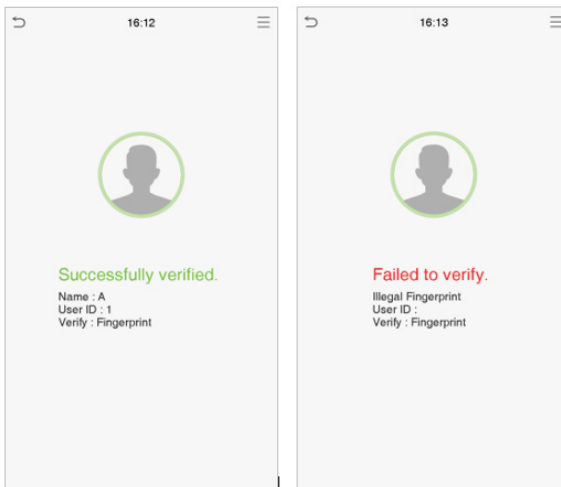 16:12
Successfully verified.
Name : A
User ID : 1
Verify : Fingerprint
16:13
Failed to verify.
Illegal Fingerprint
User ID :
Verify : Fingerprint